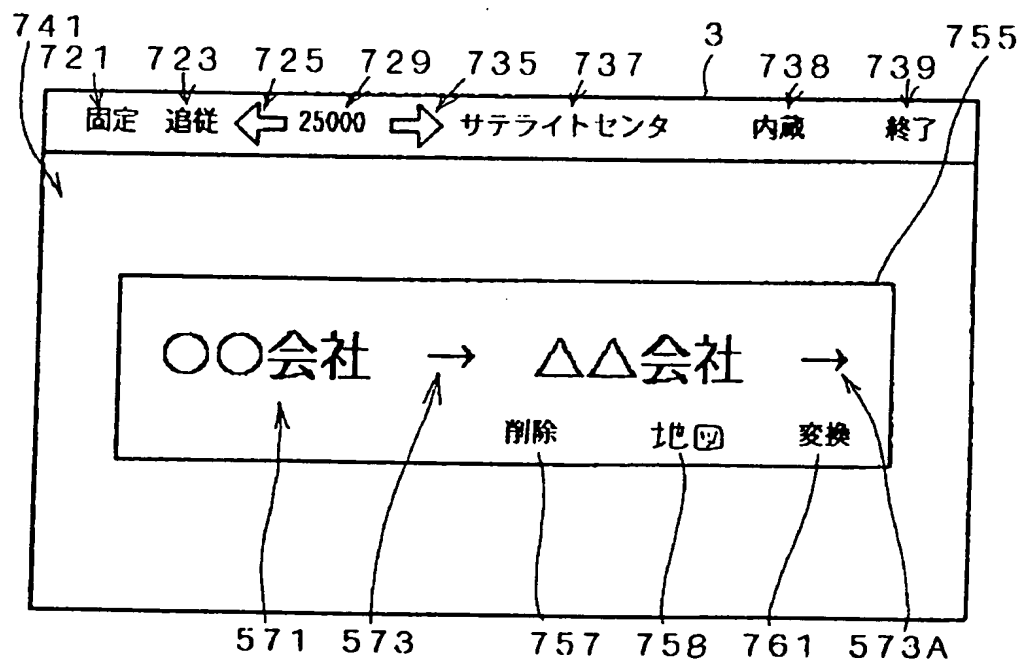 741
721 723 725 729 735 737 3 738 739 755
固定 追従 ⇦ 25000 ⇨ サテライトセンタ 内蔵 終了
○○会社 → △△会社 →
削除 地図 変換
571 573 757 758 761 573A